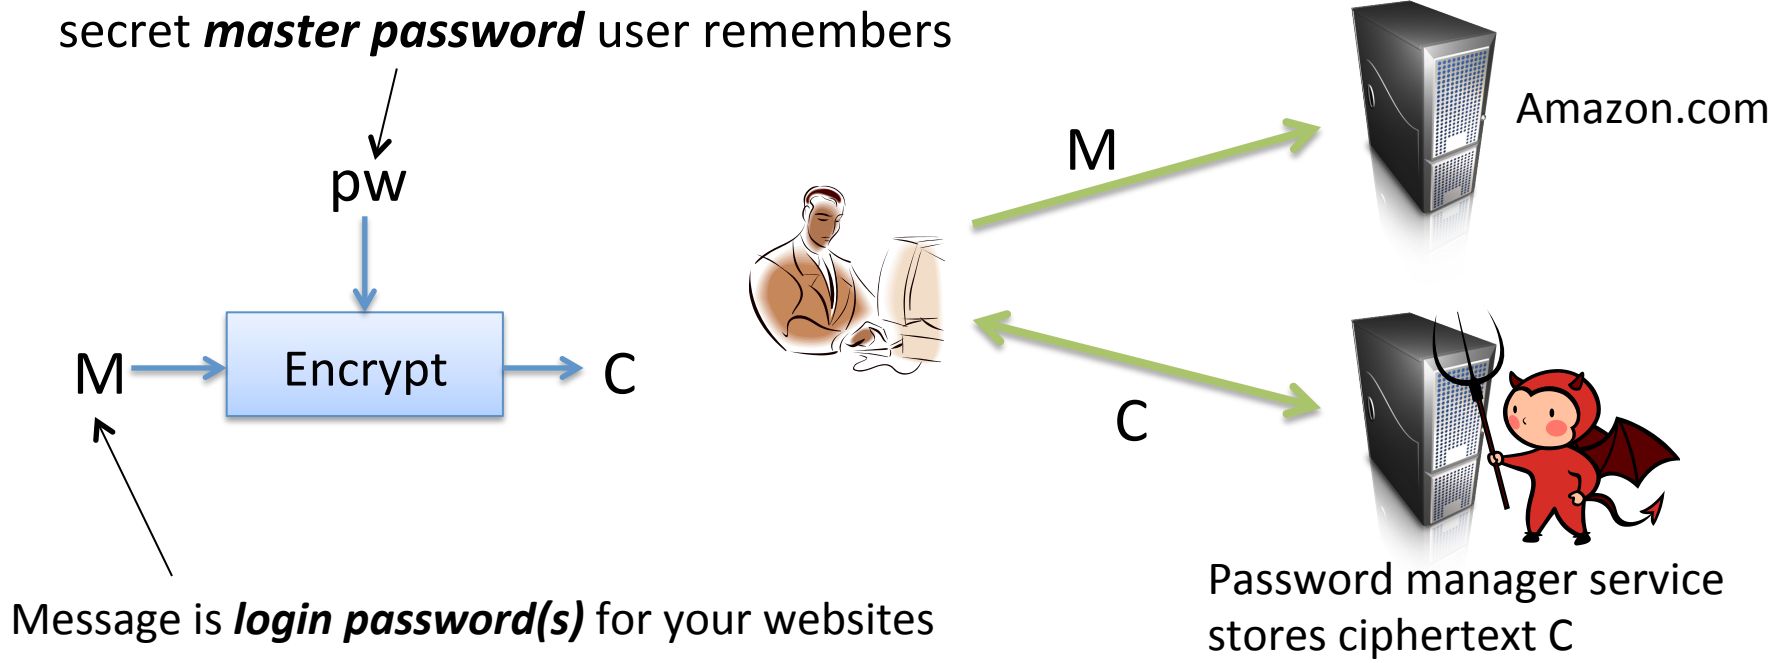 secret master password user remembers
pw
M
Encrypt
C
Message is login password(s) for your websites
M
Amazon.com
C
Password manager service
stores ciphertext C